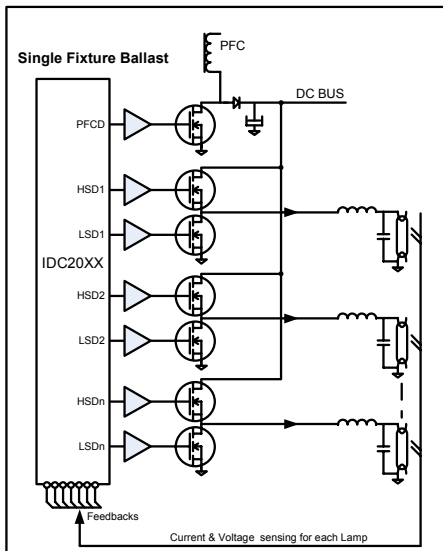 PFC
Single Fixture Ballast
DC BUS
PFCD
HSD1
LSD1
IDC20XX
HSD2
LSD2
HSDn
LSDn
Feedbacks
Current & Voltage sensing for each Lamp